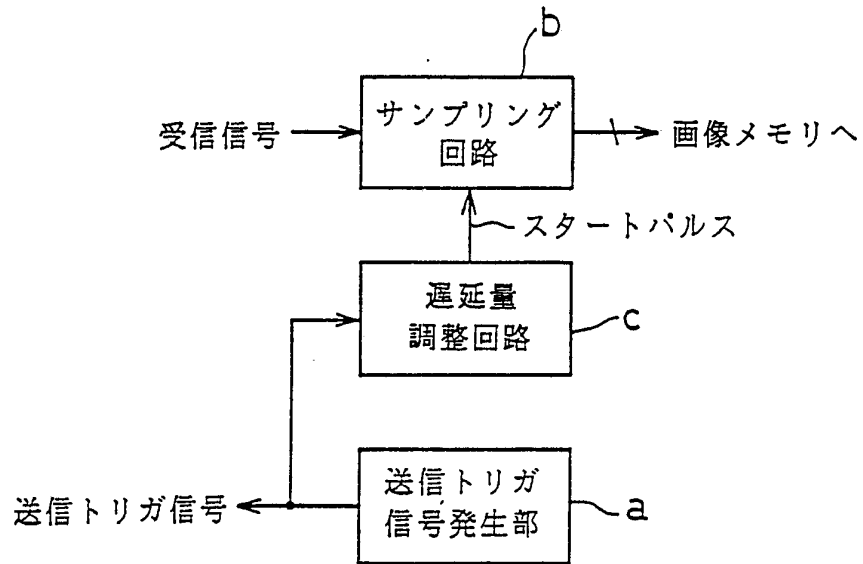 b
サンプリング
回路
受信信号
画像メモリへ
スタートパルス
遅延量
調整回路
c
送信トリガ
信号発生部
a
送信トリガ信号